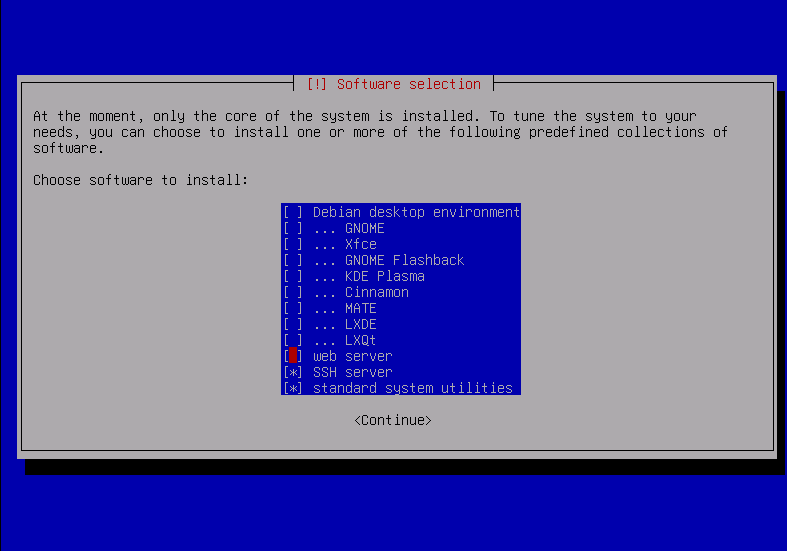 [!] Software selection
At the moment, only the core of the system is installed. To tune the system to your
needs, you can choose to install one or more of the following predefined collections of
software.
Choose software to install:
[ ] Debian desktop environment
[ ] ... GNOME
[ ] ... Xfce
[ ] ... GNOME Flashback
[ ] ... KDE Plasma
[ ] ... Cinnamon
[ ] ... MATE
[ ] ... LXDE
[ ] ... LXQt
[ ] web server
[*] SSH server
[*] standard system utilities
<Continue>